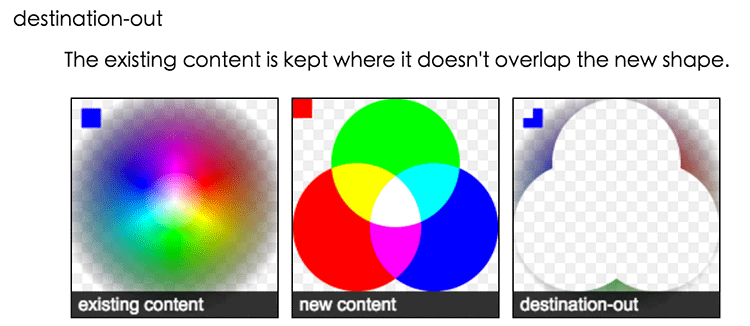 destination-out
The existing content is kept where it doesn't overlap the new shape.
existing content
new content
destination-out